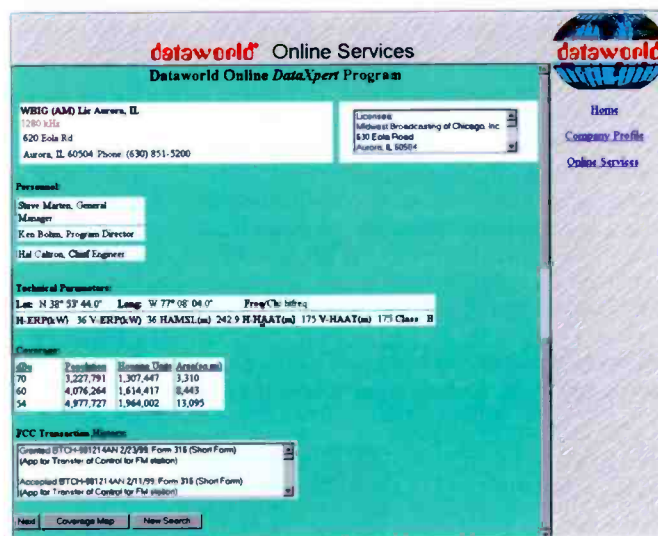 dataworld® Online Services
dataworld
Dataworld Online DataXpert Program
WBIG (AM) Lic Aurora, IL
1280 kHz
620 Eola Rd
Aurora, IL 60504 Phone: (630) 851-5200
Licensee:
Midwest Broadcasting of Chicago, Inc
630 Eola Road
Aurora, IL 60504
Home
Company Profile
Online Services
Personnel:
Steve Marten, General
Manager
Ken Bohm, Program Director
Hal Caltron, Chief Engineer
Technical Parameters:
Lat: N 38° 53' 44.0" Long: W 77° 08' 04.0" Freq/Ch: htfreq
H-ERP(kW) 36 V-ERP(kW) 36 HAMSL(m) 242.9 H-HAAT(m) 175 V-HAAT(m) 175 Class B
Coverage:
dBu Population Housing Units Area(sq.mi)
70 3,227,791 1,307,447 3,310
60 4,076,264 1,614,417 8,443
54 4,977,727 1,964,002 13,095
FCC Transaction History:
Granted BTCH-981214AN 2/23/99: Form 316 (Short Form)
(App for Transfer of Control for FM station)
Accepted BTCH-981214AN 2/11/99: Form 316 (Short Form)
(App for Transfer of Control for FM station)
Next Coverage Map New Search